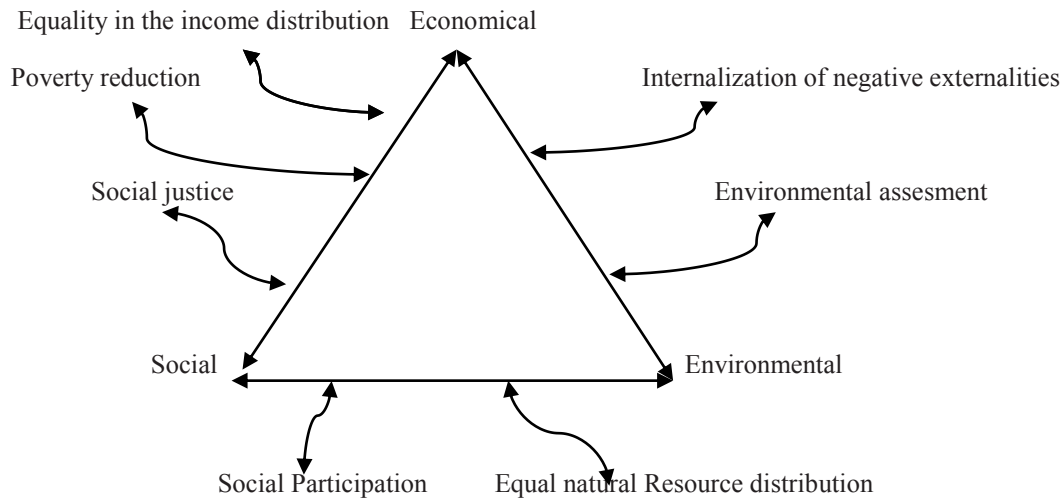 Equality in the income distribution
Economical
Poverty reduction
Internalization of negative externalities
Social justice
Environmental assesment
Social
Environmental
Social Participation
Equal natural Resource distribution